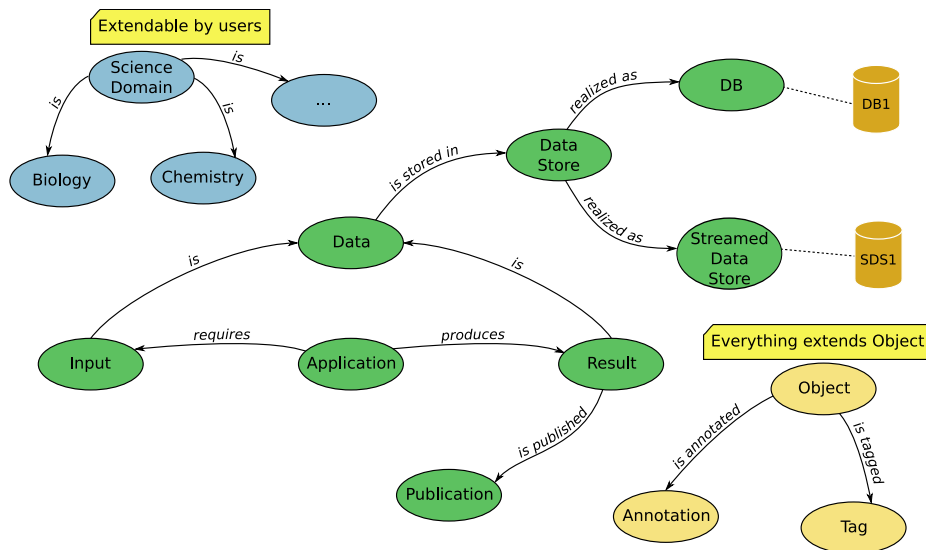 Extendable by users
Science
Domain
is
is
is
...
Biology
Chemistry
realized as
DB
DB1
is stored in
Data
Store
realized as
Data
Streamed
Data
Store
SDS1
is
is
requires
produces
Input
Application
Result
Everything extends Object
Object
is published
is annotated
is tagged
Publication
Annotation
Tag